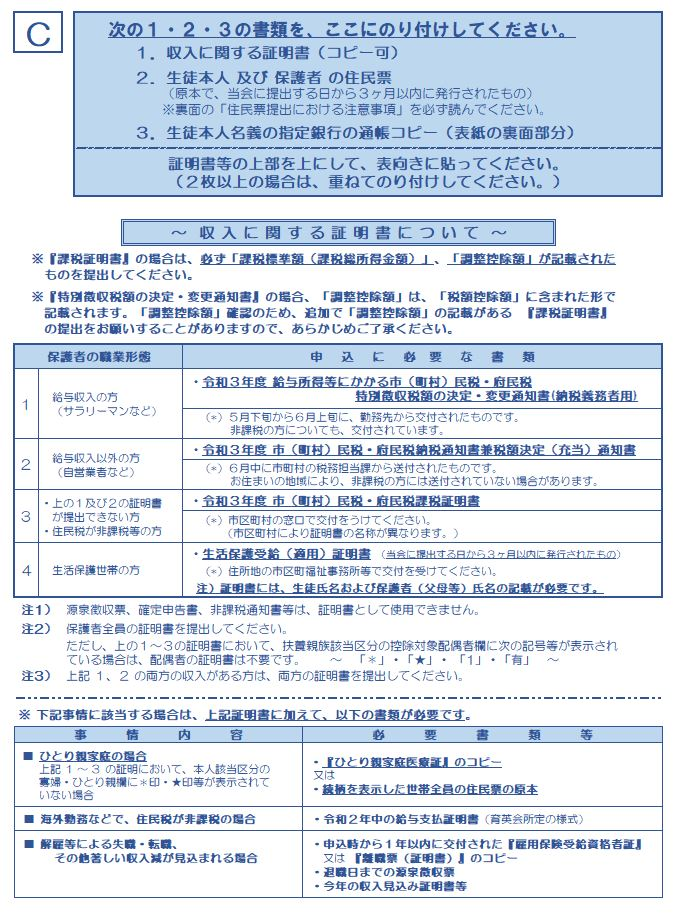 C
次の1・2・3の書類を、ここにのり付けしてください。
1．収入に関する証明書（コピー可）
2．生徒本人 及び 保護者 の住民票
（原本で、当会に提出する日から３ヶ月以内に発行されたもの）
※裏面の「住民票提出における注意事項」を必ず読んでください。
3．生徒本人名義の指定銀行の通帳コピー（表紙の裏面部分）
証明書等の上部を上にして、表向きに貼ってください。
（２枚以上の場合は、重ねてのり付けしてください。）
～ 収入に関する証明書について ～
※『課税証明書』の場合は、必ず「課税標準額（課税総所得金額）」、「調整控除額」が記載された
ものを提出してください。
※『特別徴収税額の決定・変更通知書』の場合、「調整控除額」は、「税額控除額」に含まれた形で
記載されます。「調整控除額」確認のため、追加で「調整控除額」の記載がある 『課税証明書』
の提出をお願いすることがありますので、あらかじめご了承ください。
保護者の職業形態
申込に必要な書類
1
給与収入の方
（サラリーマンなど）
・令和３年度 給与所得等にかかる市（町村）民税・府民税
特別徴収税額の決定・変更通知書(納税義務者用)
（＊）５月下旬から６月上旬に、勤務先から交付されたものです。
非課税の方についても、交付されています。
2
給与収入以外の方
（自営業者など）
・令和３年度 市（町村）民税・府民税納税通知書兼税額決定（充当）通知書
（＊）６月中に市町村の税務担当課から送付されたものです。
お住まいの地域により、非課税の方には送付されていない場合があります。
3
・上の１及び２の証明書
が提出できない方
・住民税が非課税等の方
・令和３年度 市（町村）民税・府民税課税証明書
（＊）市区町村の窓口で交付をうけてください。
（市区町村により証明書の名称が異なります。）
4
生活保護世帯の方
・生活保護受給（適用）証明書 （当会に提出する日から３ヶ月以内に発行されたもの）
（＊）住所地の市区町福祉事務所等で交付を受けてください。
注）証明書には、生徒氏名および保護者（父母等）氏名の記載が必要です。
注１） 源泉徴収票、確定申告書、非課税通知書等は、証明書として使用できません。
注２） 保護者全員の証明書を提出してください。
ただし、上の１～３の証明書において、扶養親族該当区分の控除対象配偶者欄に次の記号等が表示され
ている場合は、配偶者の証明書は不要です。 ～ 「＊」・「★」・「１」・「有」 ～
注３） 上記 １、２ の両方の収入がある方は、両方の証明書を提出してください。
※ 下記事情に該当する場合は、上記証明書に加えて、以下の書類が必要です。
事情内容
必要書類等
■ ひとり親家庭の場合
上記 １～３ の証明において、本人該当区分の
寡婦・ひとり親欄に＊印・★印等が表示されて
いない場合
・『ひとり親家庭医療証』のコピー
又は
・続柄を表示した世帯全員の住民票の原本
■ 海外勤務などで、住民税が非課税の場合
・令和２年中の給与支払証明書（育英会所定の様式）
■ 解雇等による失職・転職、
その他著しい収入減が見込まれる場合
・申込時から１年以内に交付された『雇用保険受給資格者証』
又は 『離職票（証明書）』のコピー
・退職日までの源泉徴収票
・今年の収入見込み証明書等